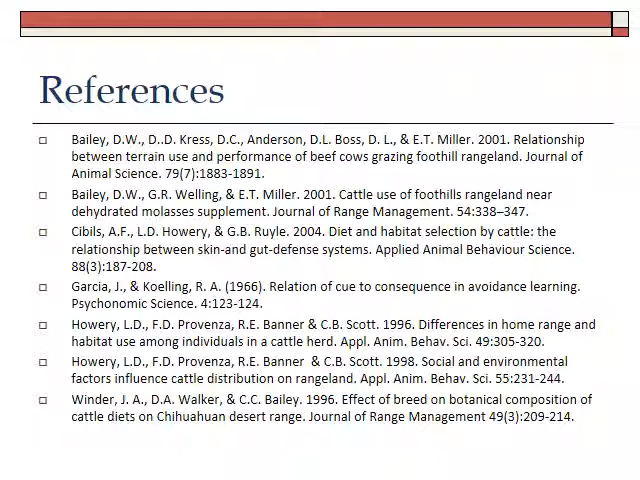 References
Bailey, D.W., D..D. Kress, D.C., Anderson, D.L. Boss, D. L., & E.T. Miller. 2001. Relationship
between terrain use and performance of beef cows grazing foothill rangeland. Journal of
Animal Science. 79(7):1883-1891.
Bailey, D.W., G.R. Welling, & E.T. Miller. 2001. Cattle use of foothills rangeland near
dehydrated molasses supplement. Journal of Range Management. 54:338–347.
Cibils, A.F., L.D. Howery, & G.B. Ruyle. 2004. Diet and habitat selection by cattle: the
relationship between skin-and gut-defense systems. Applied Animal Behaviour Science.
88(3):187-208.
Garcia, J., & Koelling, R. A. (1966). Relation of cue to consequence in avoidance learning.
Psychonomic Science. 4:123-124.
Howery, L.D., F.D. Provenza, R.E. Banner & C.B. Scott. 1996. Differences in home range and
habitat use among individuals in a cattle herd. Appl. Anim. Behav. Sci. 49:305-320.
Howery, L.D., F.D. Provenza, R.E. Banner & C.B. Scott. 1998. Social and environmental
factors influence cattle distribution on rangeland. Appl. Anim. Behav. Sci. 55:231-244.
Winder, J. A., D.A. Walker, & C.C. Bailey. 1996. Effect of breed on botanical composition of
cattle diets on Chihuahuan desert range. Journal of Range Management 49(3):209-214.